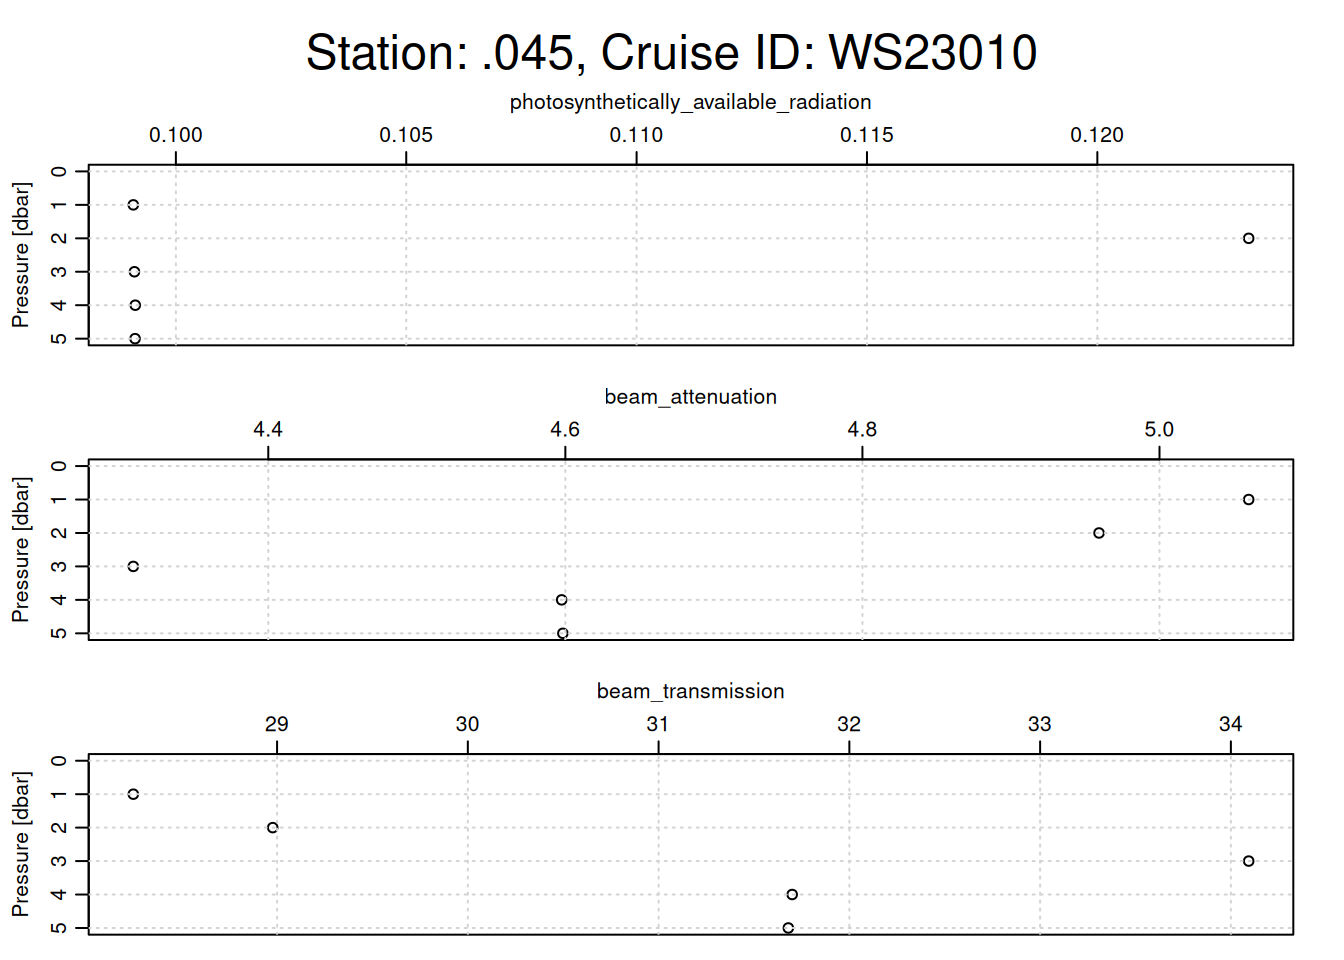 Station: .045, Cruise ID: WS23010
photosynthetically_available_radiation
0.100 0.105 0.110 0.115 0.120
Pressure [dbar]
0 1 2 3 4 5
beam_attenuation
4.4 4.6 4.8 5.0
Pressure [dbar]
0 1 2 3 4 5
beam_transmission
29 30 31 32 33 34
Pressure [dbar]
0 1 2 3 4 5